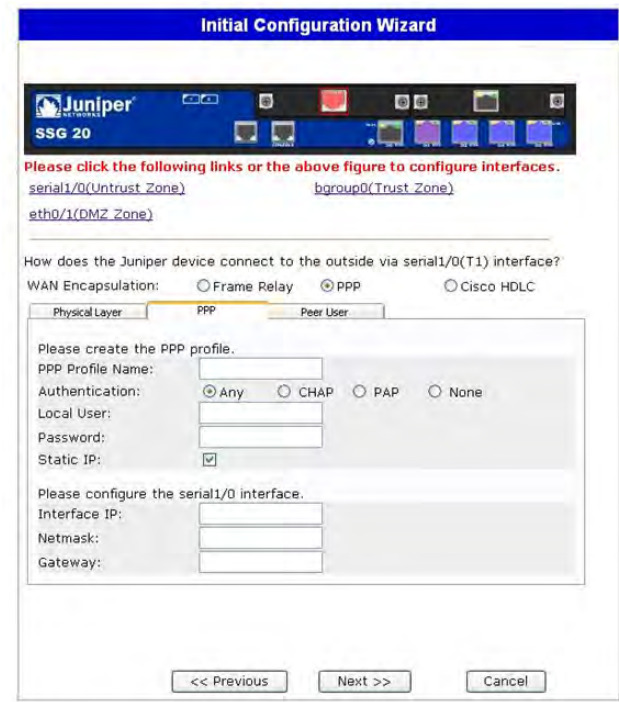 Initial Configuration Wizard
Juniper
NETWORKS
SSG 20
Please click the following links or the above figure to configure interfaces.
serial1/0(Untrust Zone) bgroup0(Trust Zone)
eth0/1(DMZ Zone)
How does the Juniper device connect to the outside via serial1/0(T1) interface?
WAN Encapsulation: Frame Relay PPP Cisco HDLC
Physical Layer PPP Peer User
Please create the PPP profile.
PPP Profile Name:
Authentication: Any CHAP PAP None
Local User:
Password:
Static IP:
Please configure the serial1/0 interface.
Interface IP:
Netmask:
Gateway:
<< Previous Next >> Cancel